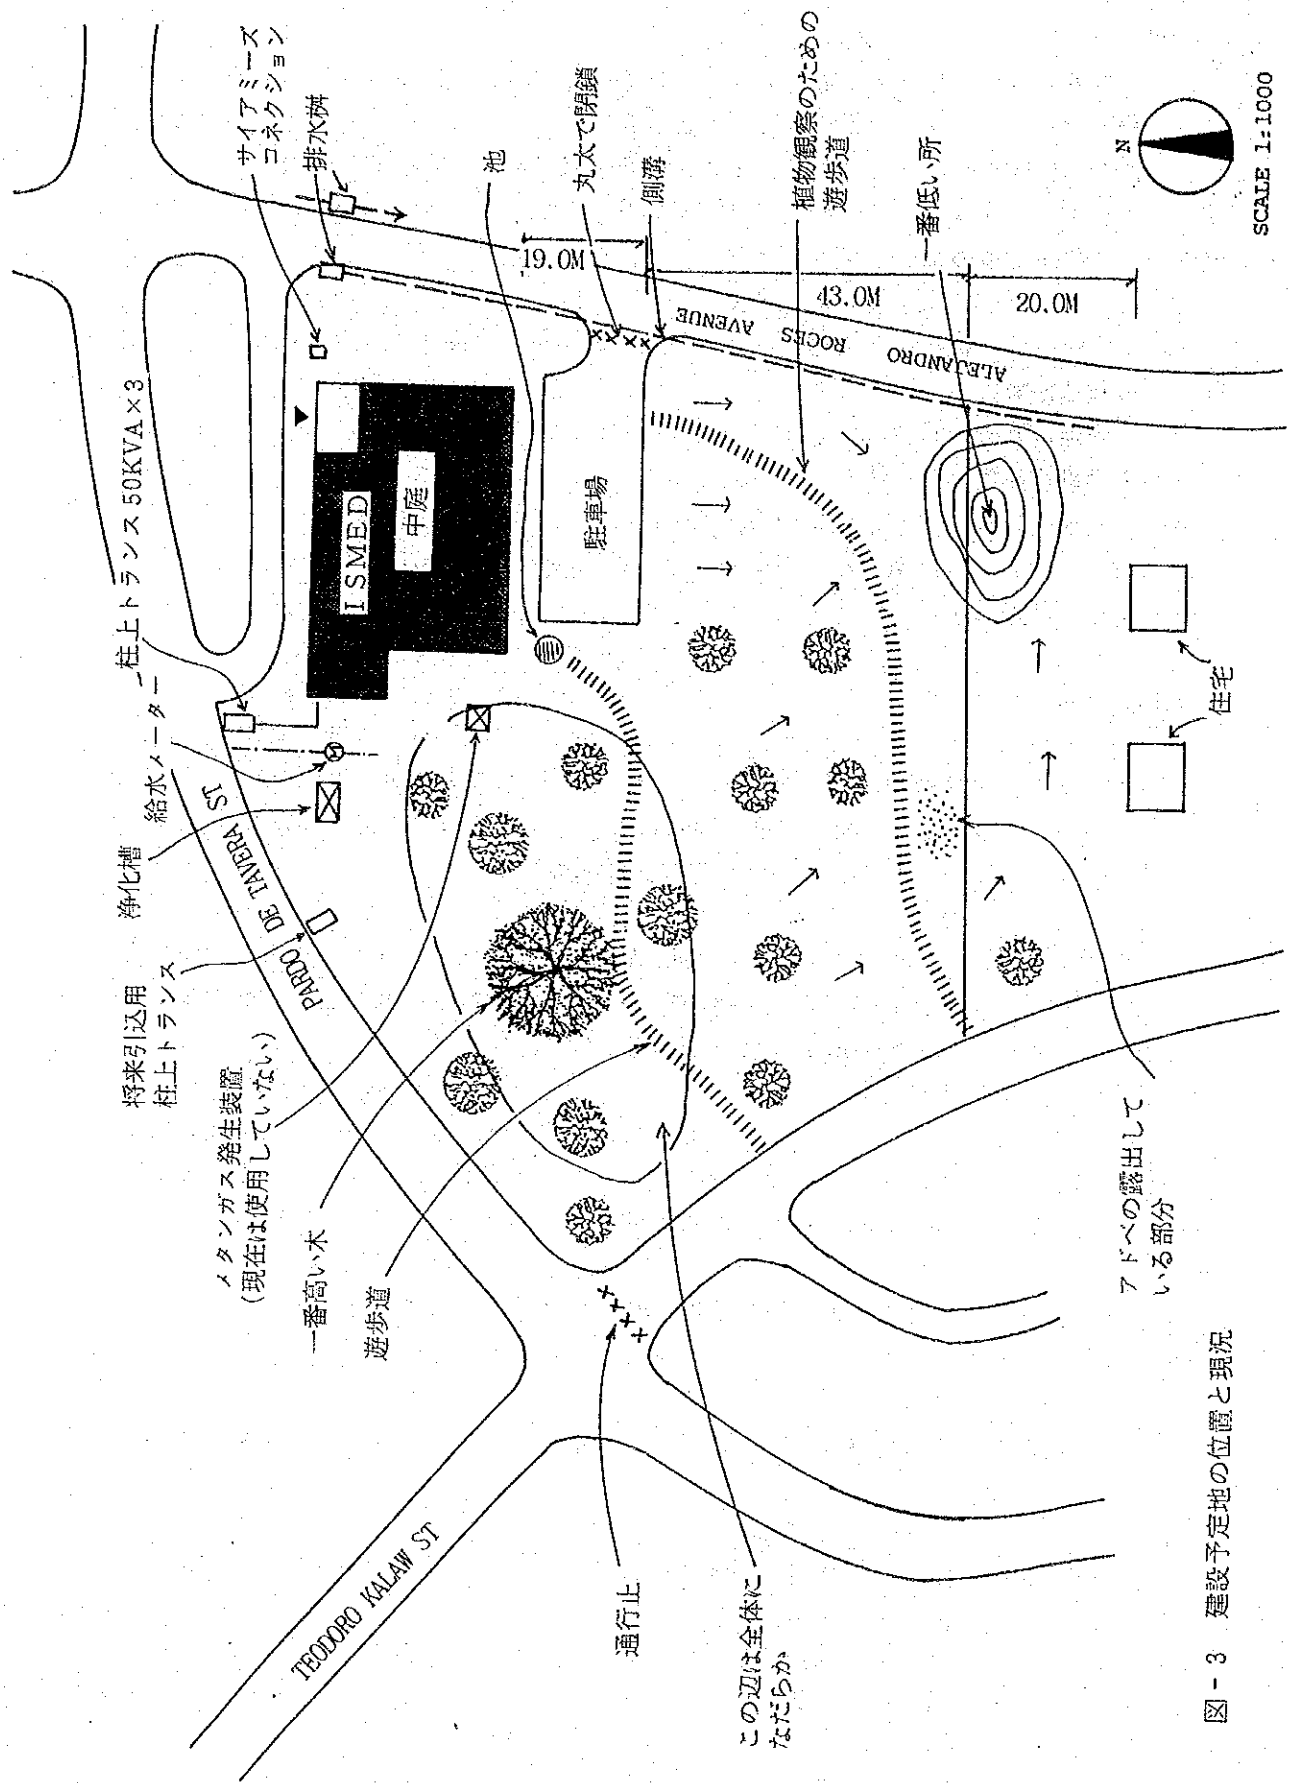 サイアミーズ
コネクション
排水桝
池
丸太で閉鎖
側溝
植物観察のための
遊歩道
一番低い所
N
SCALE 1:1000
19.0M
43.0M
20.0M
ALEJANDRO ROCES AVENUE
柱上トランス50KVA×3
給水メーター
M
浄化槽
将来引込用
柱上トランス
PARDO DE TAVERA ST
ISMED
中庭
駐車場
メタンガス発生装置
(現在は使用していない)
一番高い木
遊歩道
住宅
TEODORO KALAW ST
通行止
この辺は全体に
なだらか
アドベの露出して
いる部分
図-3 建設予定地の位置と現況